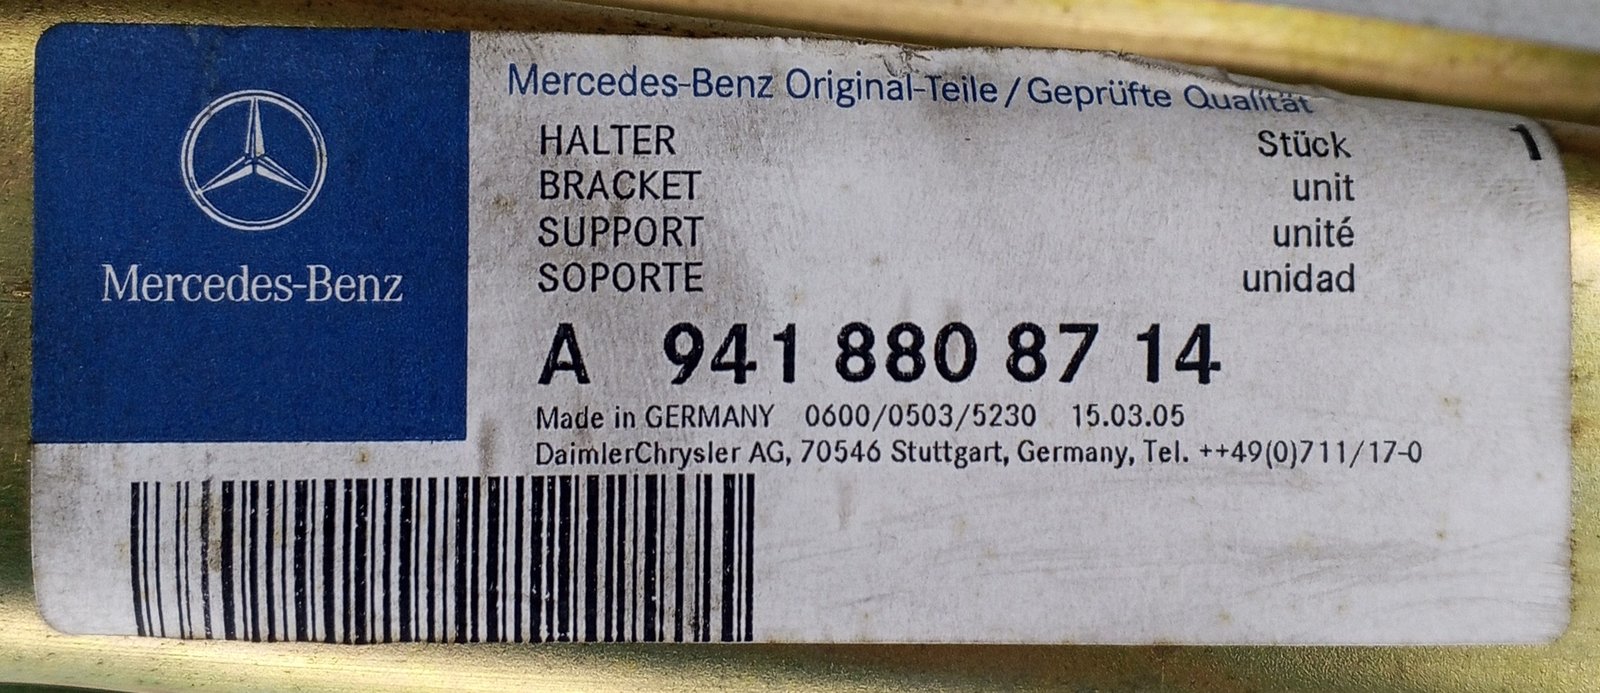 Mercedes-Benz
Mercedes-Benz Original-Teile/Geprüfte Qualität
HALTER Stück 1
BRACKET unit
SUPPORT unité
SOPORTE unidad
A 941 880 87 14
Made in GERMANY 0600/0503/5230 15.03.05
DaimlerChrysler AG, 70546 Stuttgart, Germany, Tel. ++49(0)711/17-0